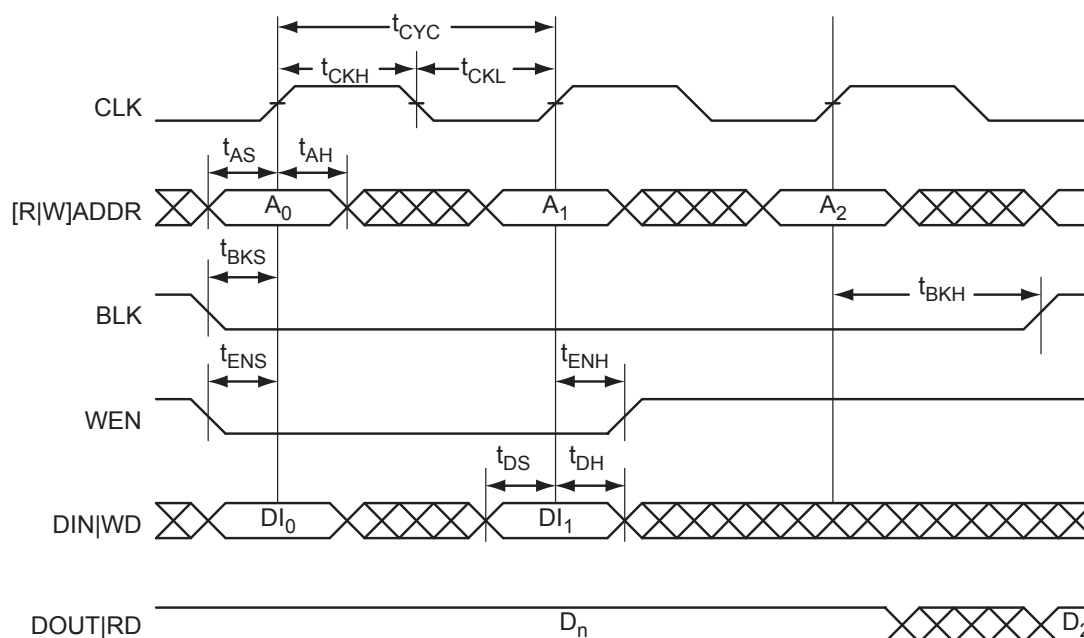 tCYC
tCKH tCKL
CLK
tAS tAH
[R|W]ADDR A0 A1 A2
tBKS
tBKH
BLK
tENS tENH
WEN
tDS tDH
DIN|WD DI0 DI1
DOUT|RD Dn